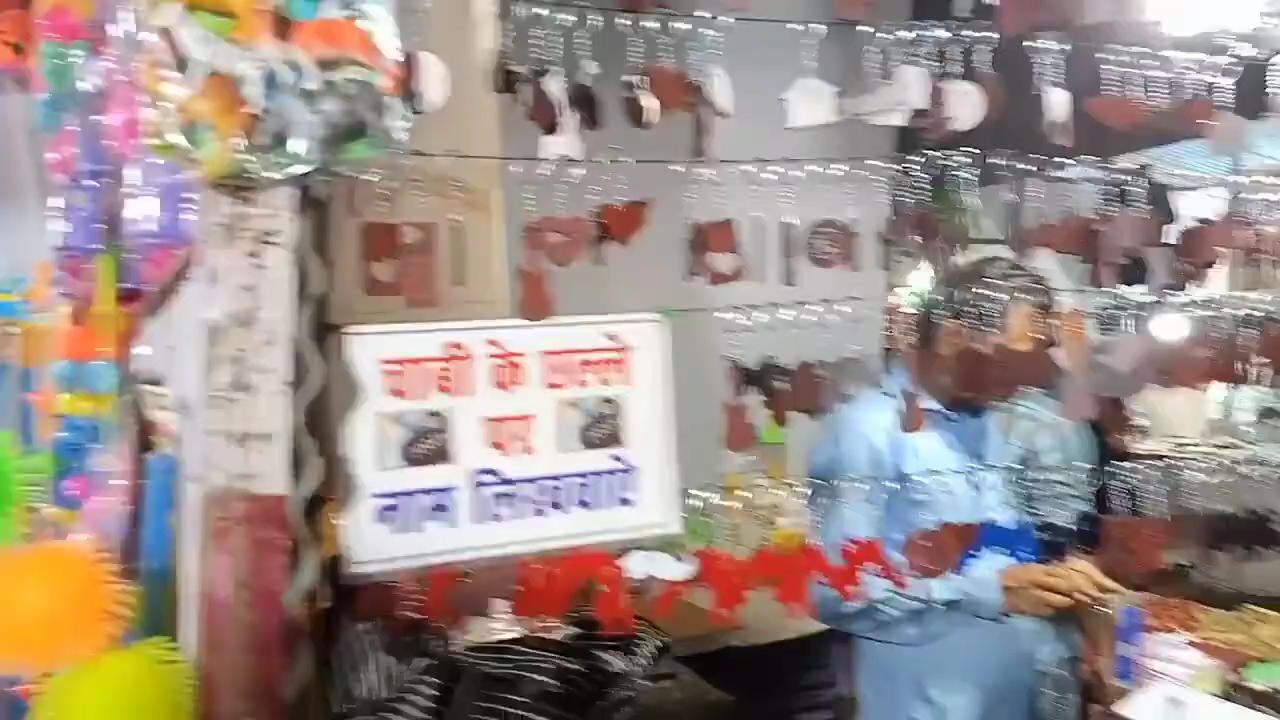 चाबी के छल्ले
पर
नाम लिखवाऐ